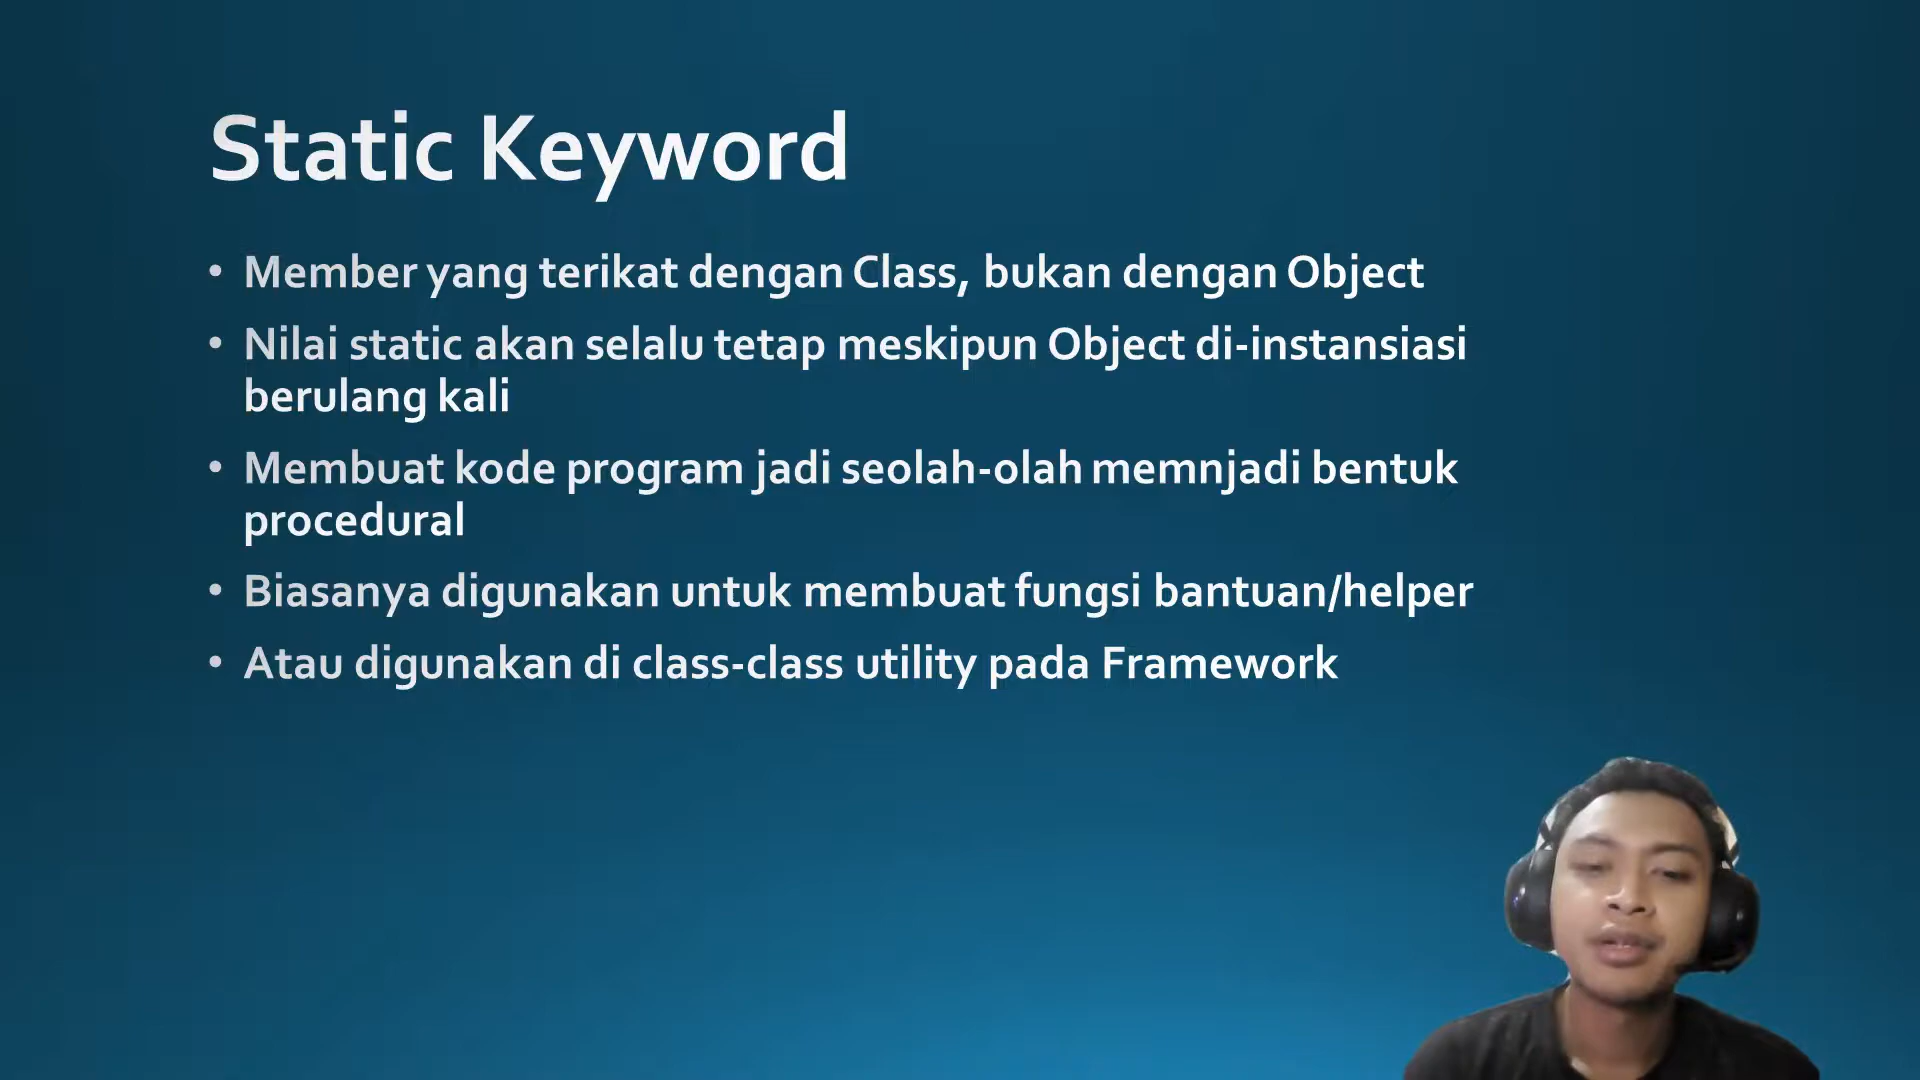 Static Keyword
• Member yang terikat dengan Class, bukan dengan Object
• Nilai static akan selalu tetap meskipun Object di-instansiasi
berulang kali
• Membuat kode program jadi seolah-olah memnjadi bentuk
procedural
• Biasanya digunakan untuk membuat fungsi bantuan/helper
• Atau digunakan di class-class utility pada Framework